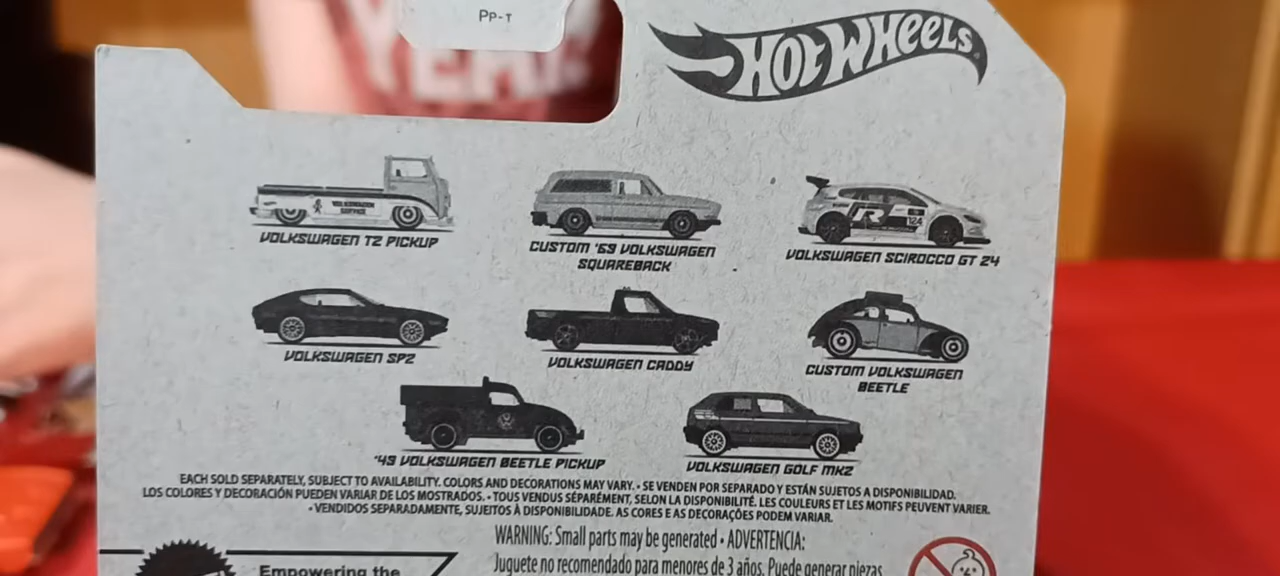 PP-T
YEAH
HOT WHEELS
VOLKSWAGEN T2 PICKUP
CUSTOM '69 VOLKSWAGEN
SQUAREBACK
VOLKSWAGEN SCIROCCO GT 24
VOLKSWAGEN SP2
VOLKSWAGEN CADDY
CUSTOM VOLKSWAGEN
BEETLE
'49 VOLKSWAGEN BEETLE PICKUP
VOLKSWAGEN GOLF MK2
EACH SOLD SEPARATELY, SUBJECT TO AVAILABILITY. COLORS AND DECORATIONS MAY VARY. • SE VENDEN POR SEPARADO Y ESTÁN SUJETOS A DISPONIBILIDAD.
LOS COLORES Y DECORACIÓN PUEDEN VARIAR DE LOS MOSTRADOS. • TOUS VENDUS SÉPARÉMENT, SELON LA DISPONIBILITÉ. LES COULEURS ET LES MOTIFS PEUVENT VARIER.
• VENDIDOS SEPARADAMENTE, SUJEITOS À DISPONIBILIDADE. AS CORES E AS DECORAÇÕES PODEM VARIAR.
WARNING: Small parts may be generated • ADVERTENCIA:
Juguete no recomendado para menores de 3 años. Puede generar piezas
Empowering the